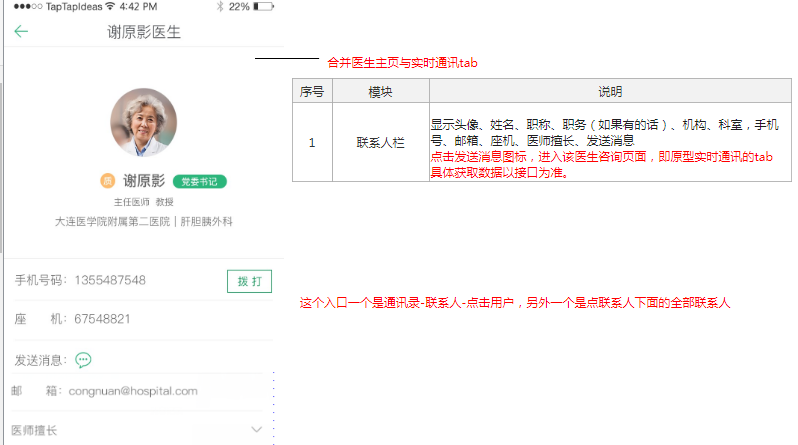 TapTapIdeas 4:42 PM 22%
谢原影医生
合并医生主页与实时通讯tab
序号 模块 说明
1 联系人栏 显示头像、姓名、职称、职务（如果有的话）、机构、科室，手机
号、邮箱、座机、医师擅长、发送消息
点击发送消息图标，进入该医生咨询页面，即原型实时通讯的tab
具体获取数据以接口为准。
质 谢原影 党委书记
主任医师 教授
大连医学院附属第二医院 | 肝胆胰外科
手机号码：1355487548 拨 打
座 机：67548821
这个入口一个是通讯录-联系人-点击用户，另外一个是点联系人下面的全部联系人
发送消息：
邮 箱：congnuan@hospital.com
医师擅长